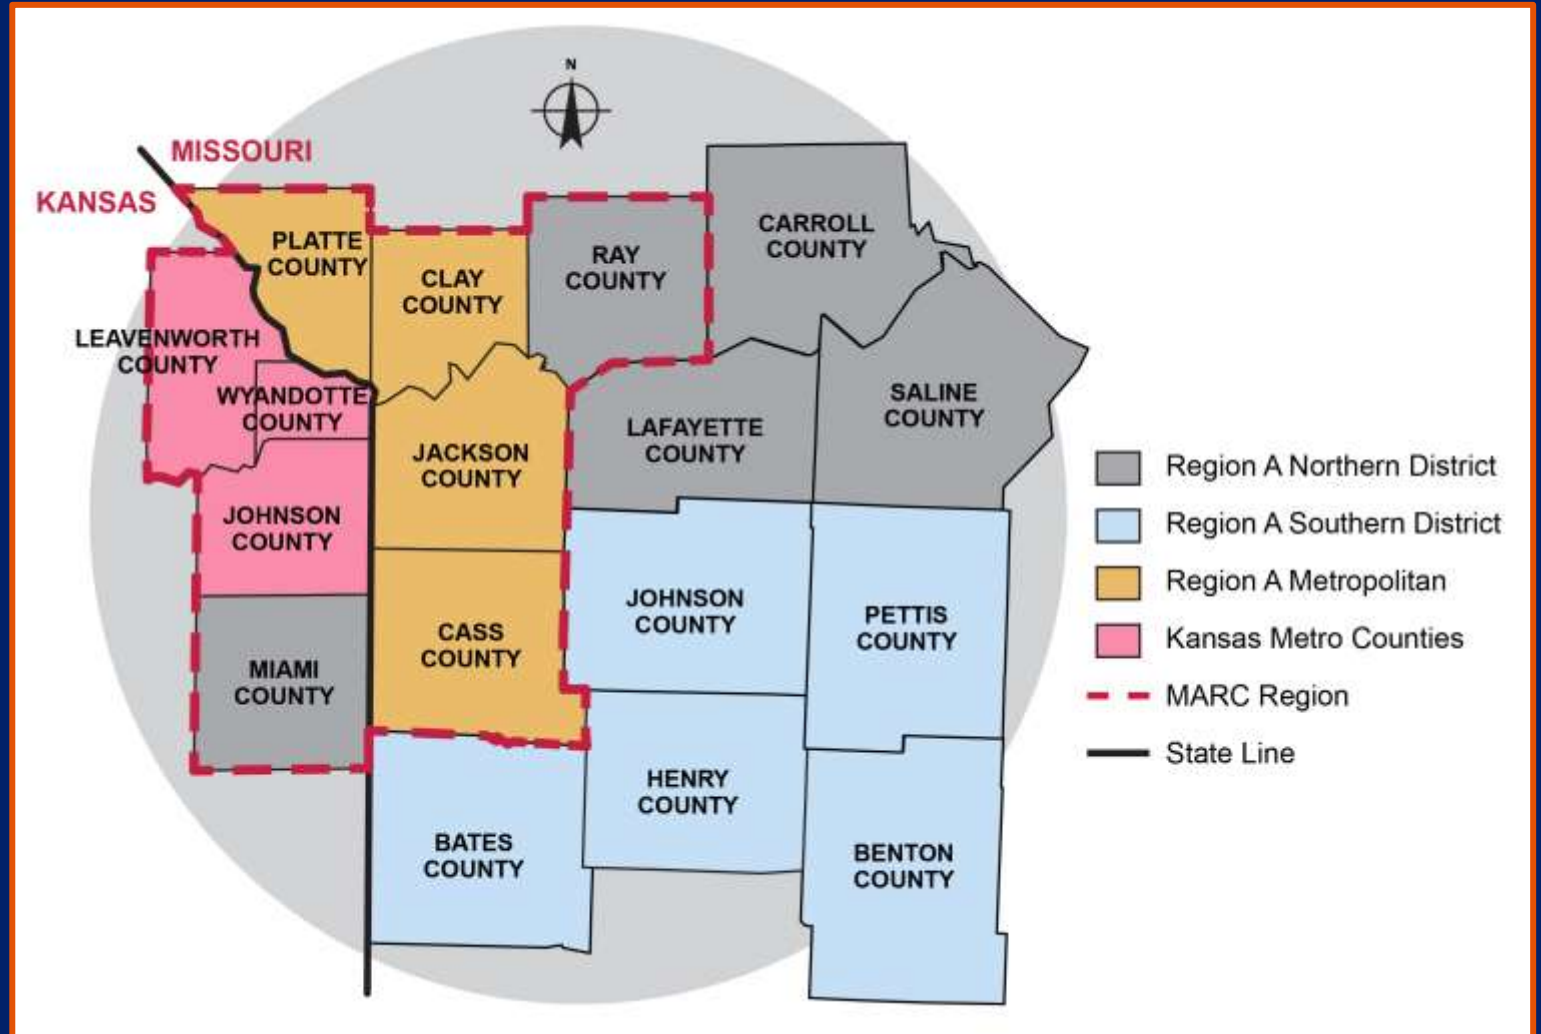 N
MISSOURI
KANSAS
PLATTE
COUNTY
CLAY
COUNTY
RAY
COUNTY
CARROLL
COUNTY
LEAVENWORTH
COUNTY
WYANDOTTE
COUNTY
JACKSON
COUNTY
LAFAYETTE
COUNTY
SALINE
COUNTY
JOHNSON
COUNTY
CASS
COUNTY
JOHNSON
COUNTY
PETTIS
COUNTY
MIAMI
COUNTY
HENRY
COUNTY
BATES
COUNTY
BENTON
COUNTY
Region A Northern District
Region A Southern District
Region A Metropolitan
Kansas Metro Counties
MARC Region
State Line